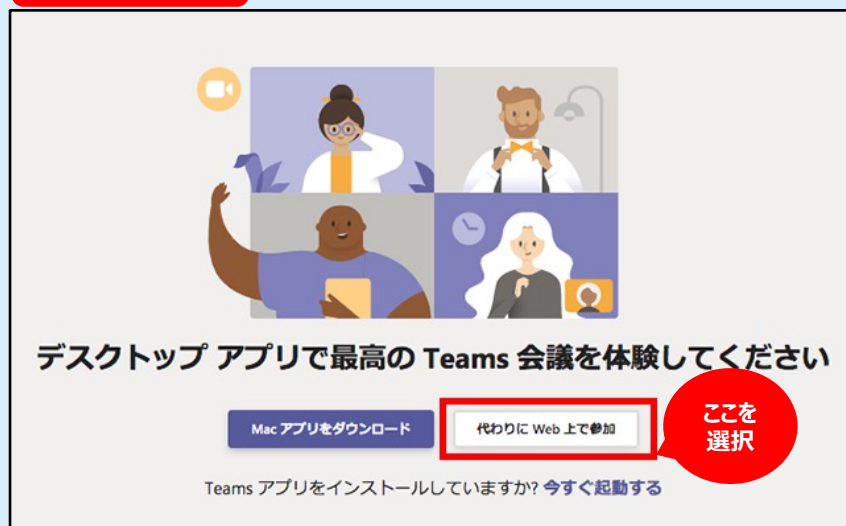 デスクトップ アプリで最高の Teams 会議を体験してください
Mac アプリをダウンロード
代わりに Web 上で参加
ここを
選択
Teams アプリをインストールしていますか? 今すぐ起動する